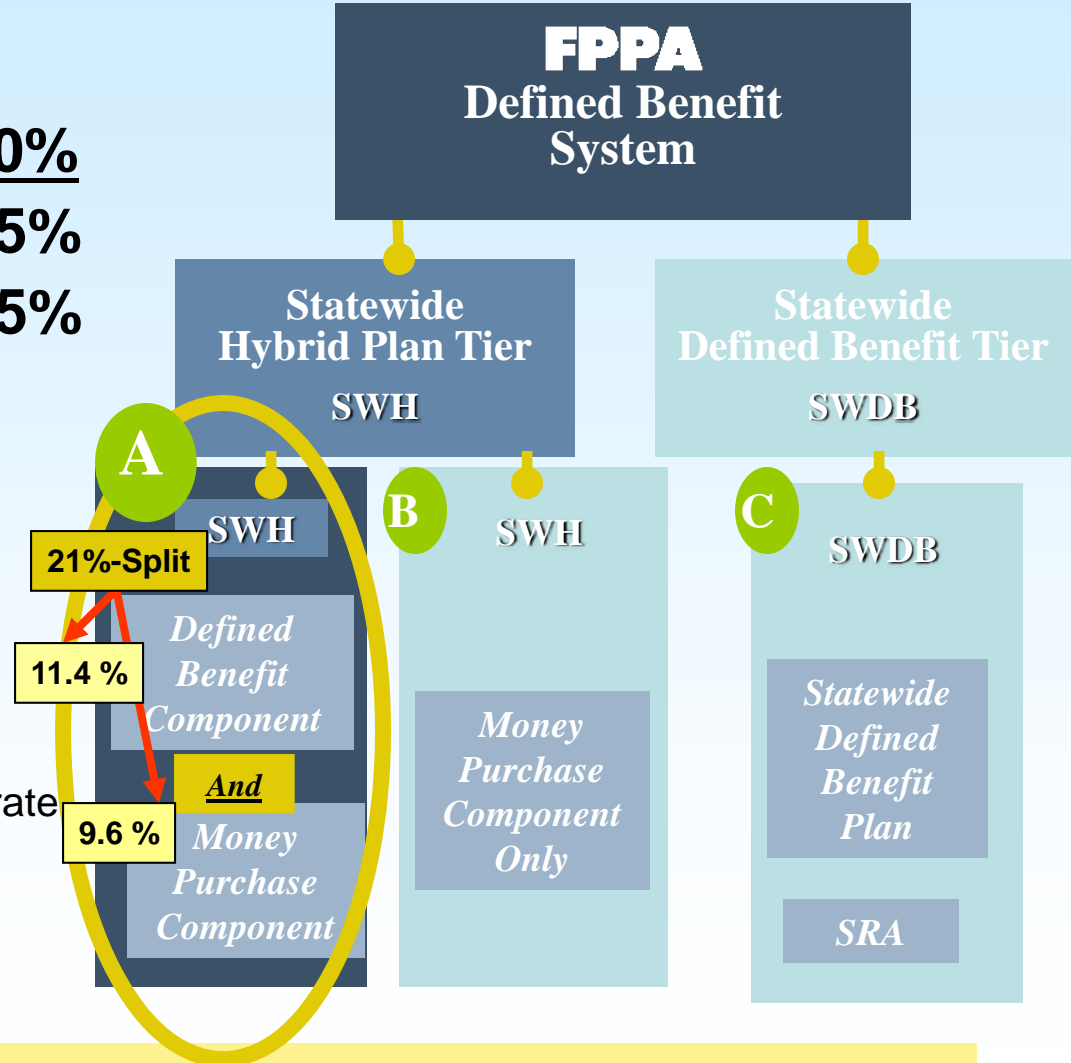 FPPA
Defined Benefit
System
0%
5%
5%
Statewide
Hybrid Plan Tier
SWH
Statewide
Defined Benefit Tier
SWDB
A
SWH
21%-Split
Defined
Benefit
Component
11.4 %
And
rate
9.6 %
Money
Purchase
Component
B
SWH
Money
Purchase
Component
Only
C
SWDB
Statewide
Defined
Benefit
Plan
SRA